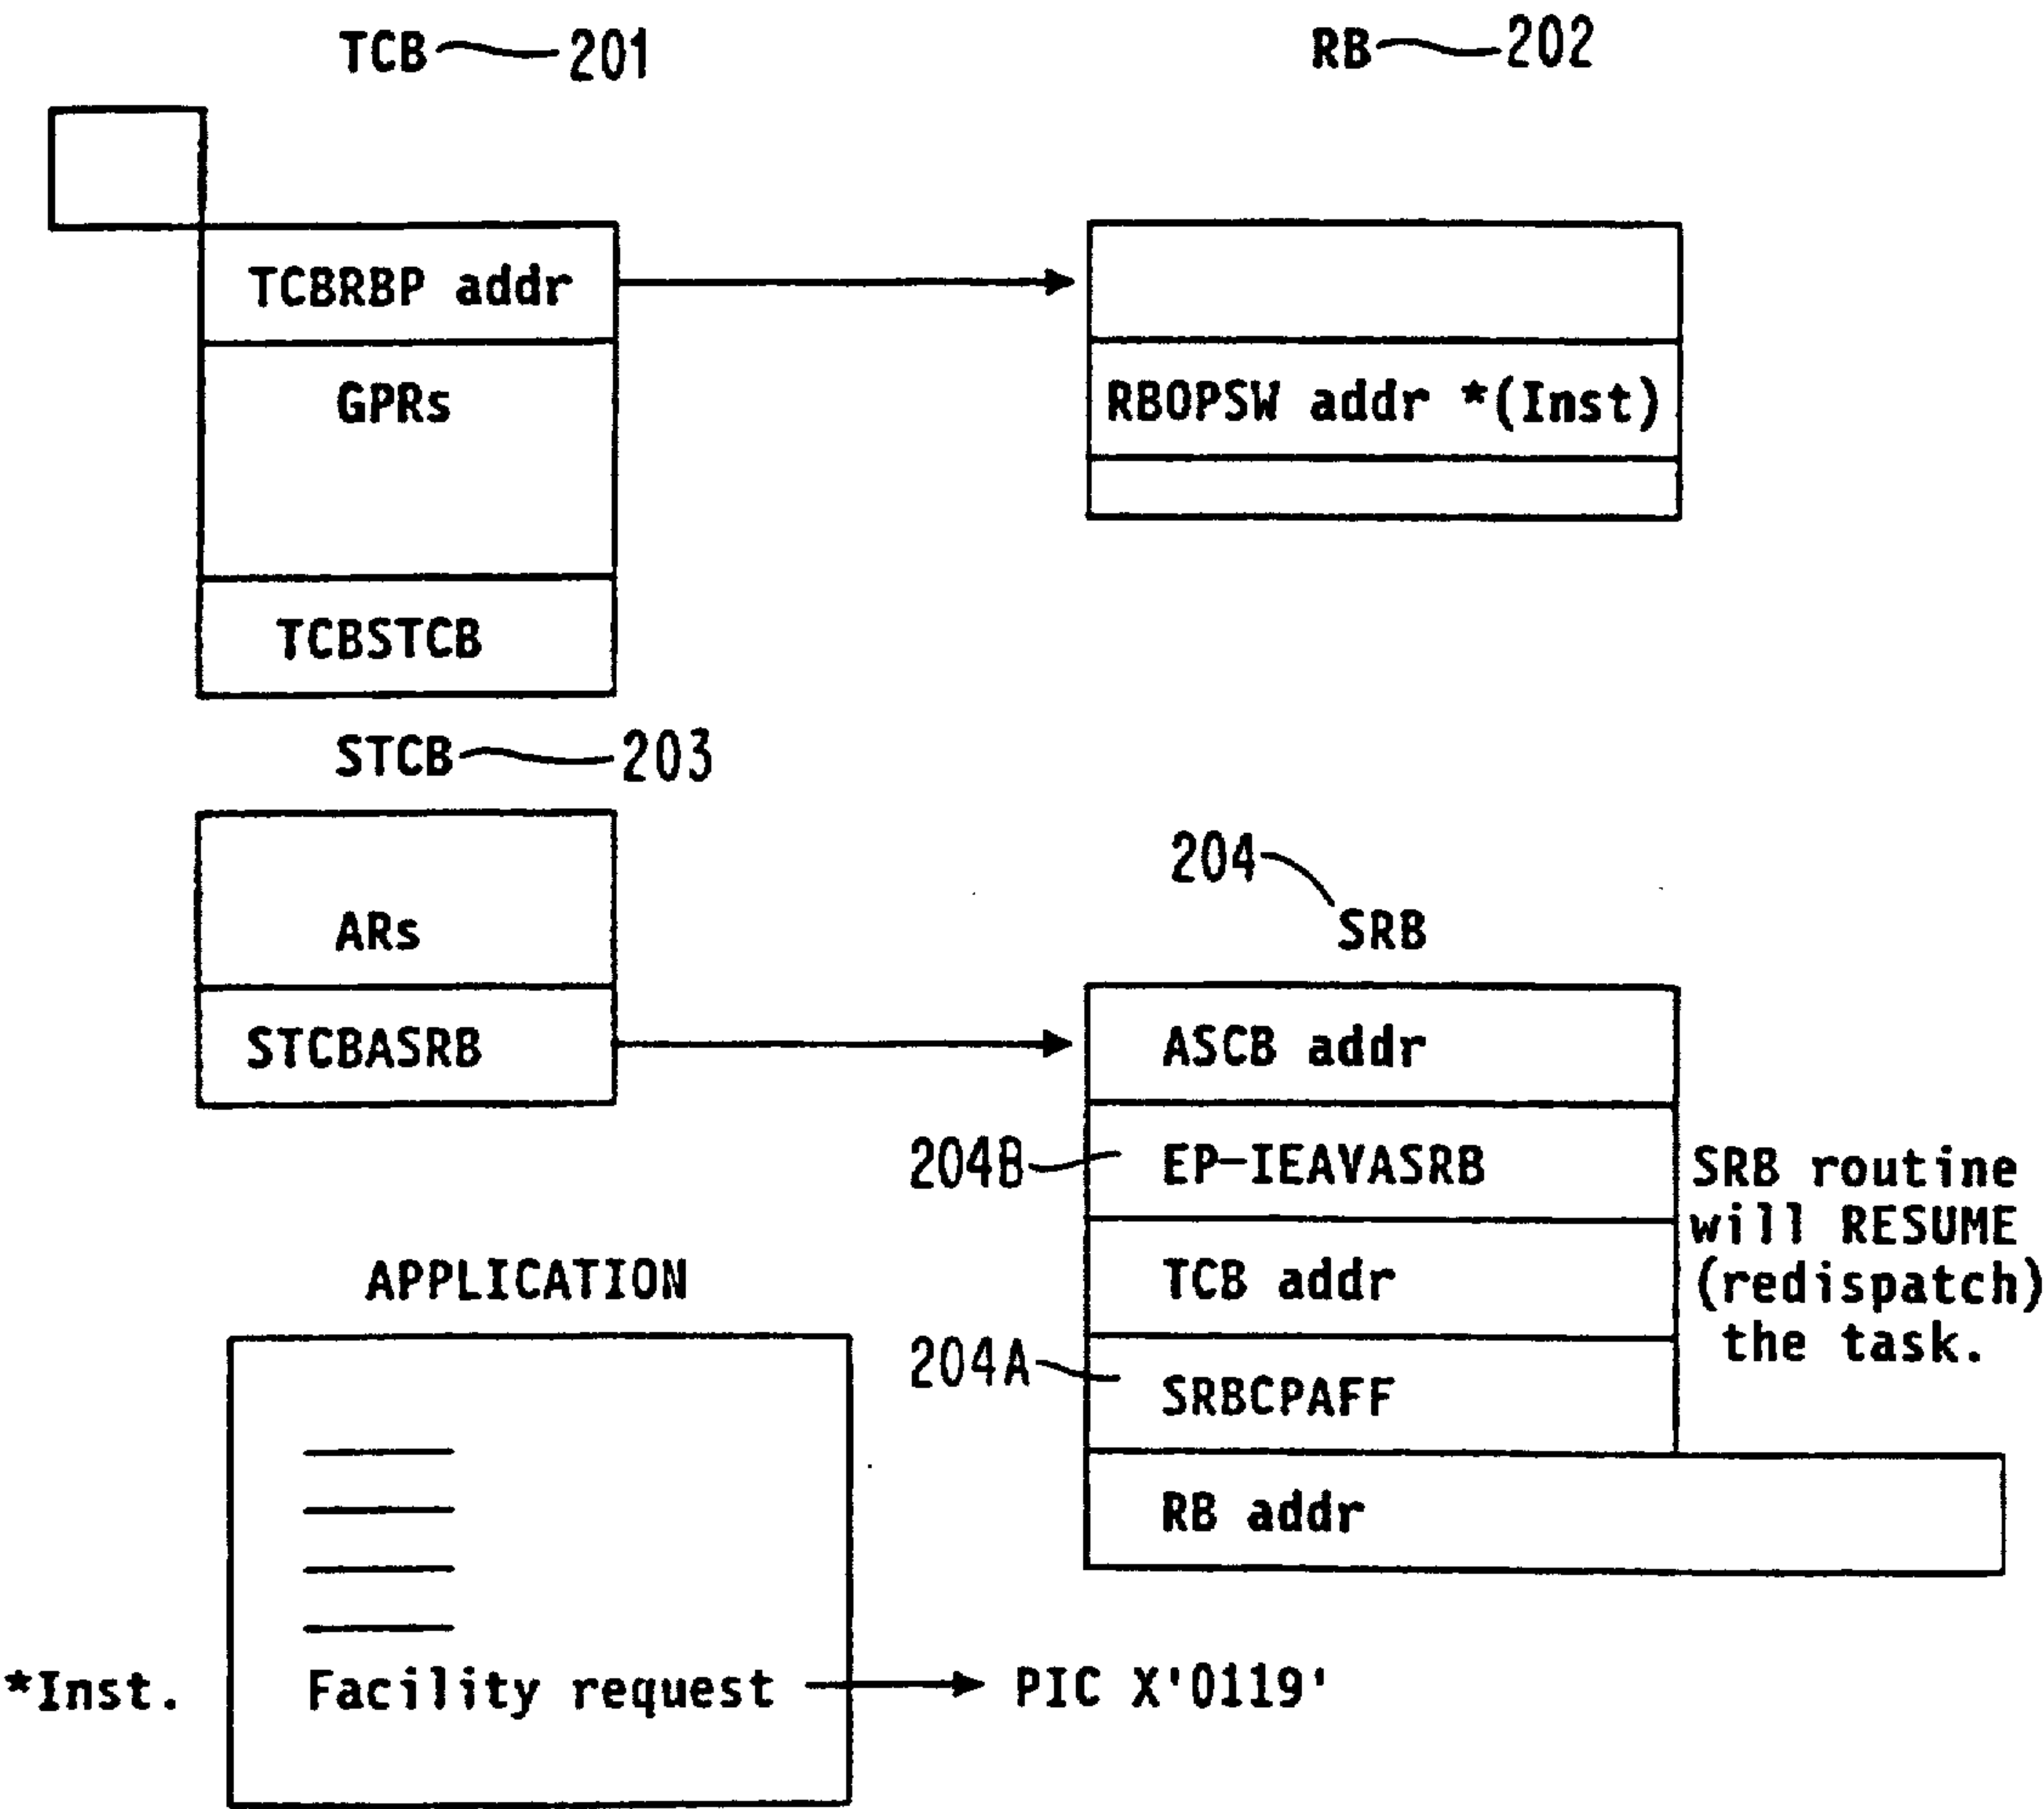 TCB 201
RB 202
TCBRBP addr
GPRs
TCBSTCB
RBOPSW addr *(Inst)
STCB 203
ARs
STCBASRB
204
SRB
ASCB addr
204B EP-IEAVASRB
TCB addr
204A SRBCPAFF
RB addr
SRB routine
will RESUME
(redispatch)
the task.
APPLICATION
*Inst. Facility request PIC X'0119'